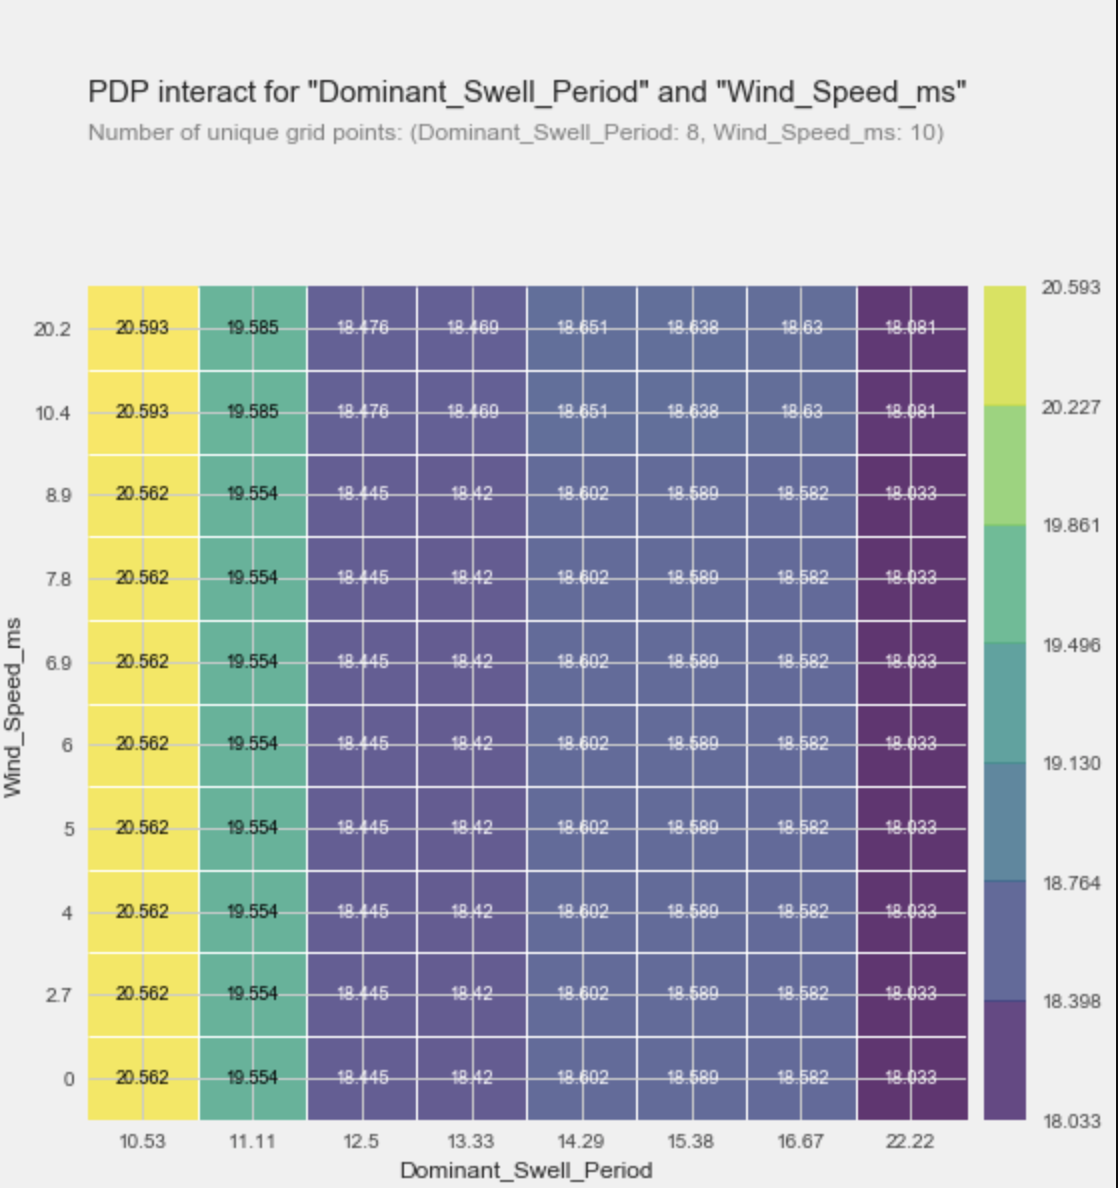 PDP interact for "Dominant_Swell_Period" and "Wind_Speed_ms"
Number of unique grid points: (Dominant_Swell_Period: 8, Wind_Speed_ms: 10)
20.593
20.2 20.593 19.585 18.476 18.469 18.651 18.638 18.63 18.081
20.227
10.4 20.593 19.585 18.476 18.469 18.651 18.638 18.63 18.081
8.9 20.562 19.554 18.445 18.42 18.602 18.589 18.582 18.033
19.861
7.8 20.562 19.554 18.445 18.42 18.602 18.589 18.582 18.033
19.496
6.9 20.562 19.554 18.445 18.42 18.602 18.589 18.582 18.033
Wind_Speed_ms
6 20.562 19.554 18.445 18.42 18.602 18.589 18.582 18.033
19.130
5 20.562 19.554 18.445 18.42 18.602 18.589 18.582 18.033
18.764
4 20.562 19.554 18.445 18.42 18.602 18.589 18.582 18.033
2.7 20.562 19.554 18.445 18.42 18.602 18.589 18.582 18.033
18.398
0 20.562 19.554 18.445 18.42 18.602 18.589 18.582 18.033
18.033
10.53 11.11 12.5 13.33 14.29 15.38 16.67 22.22
Dominant_Swell_Period